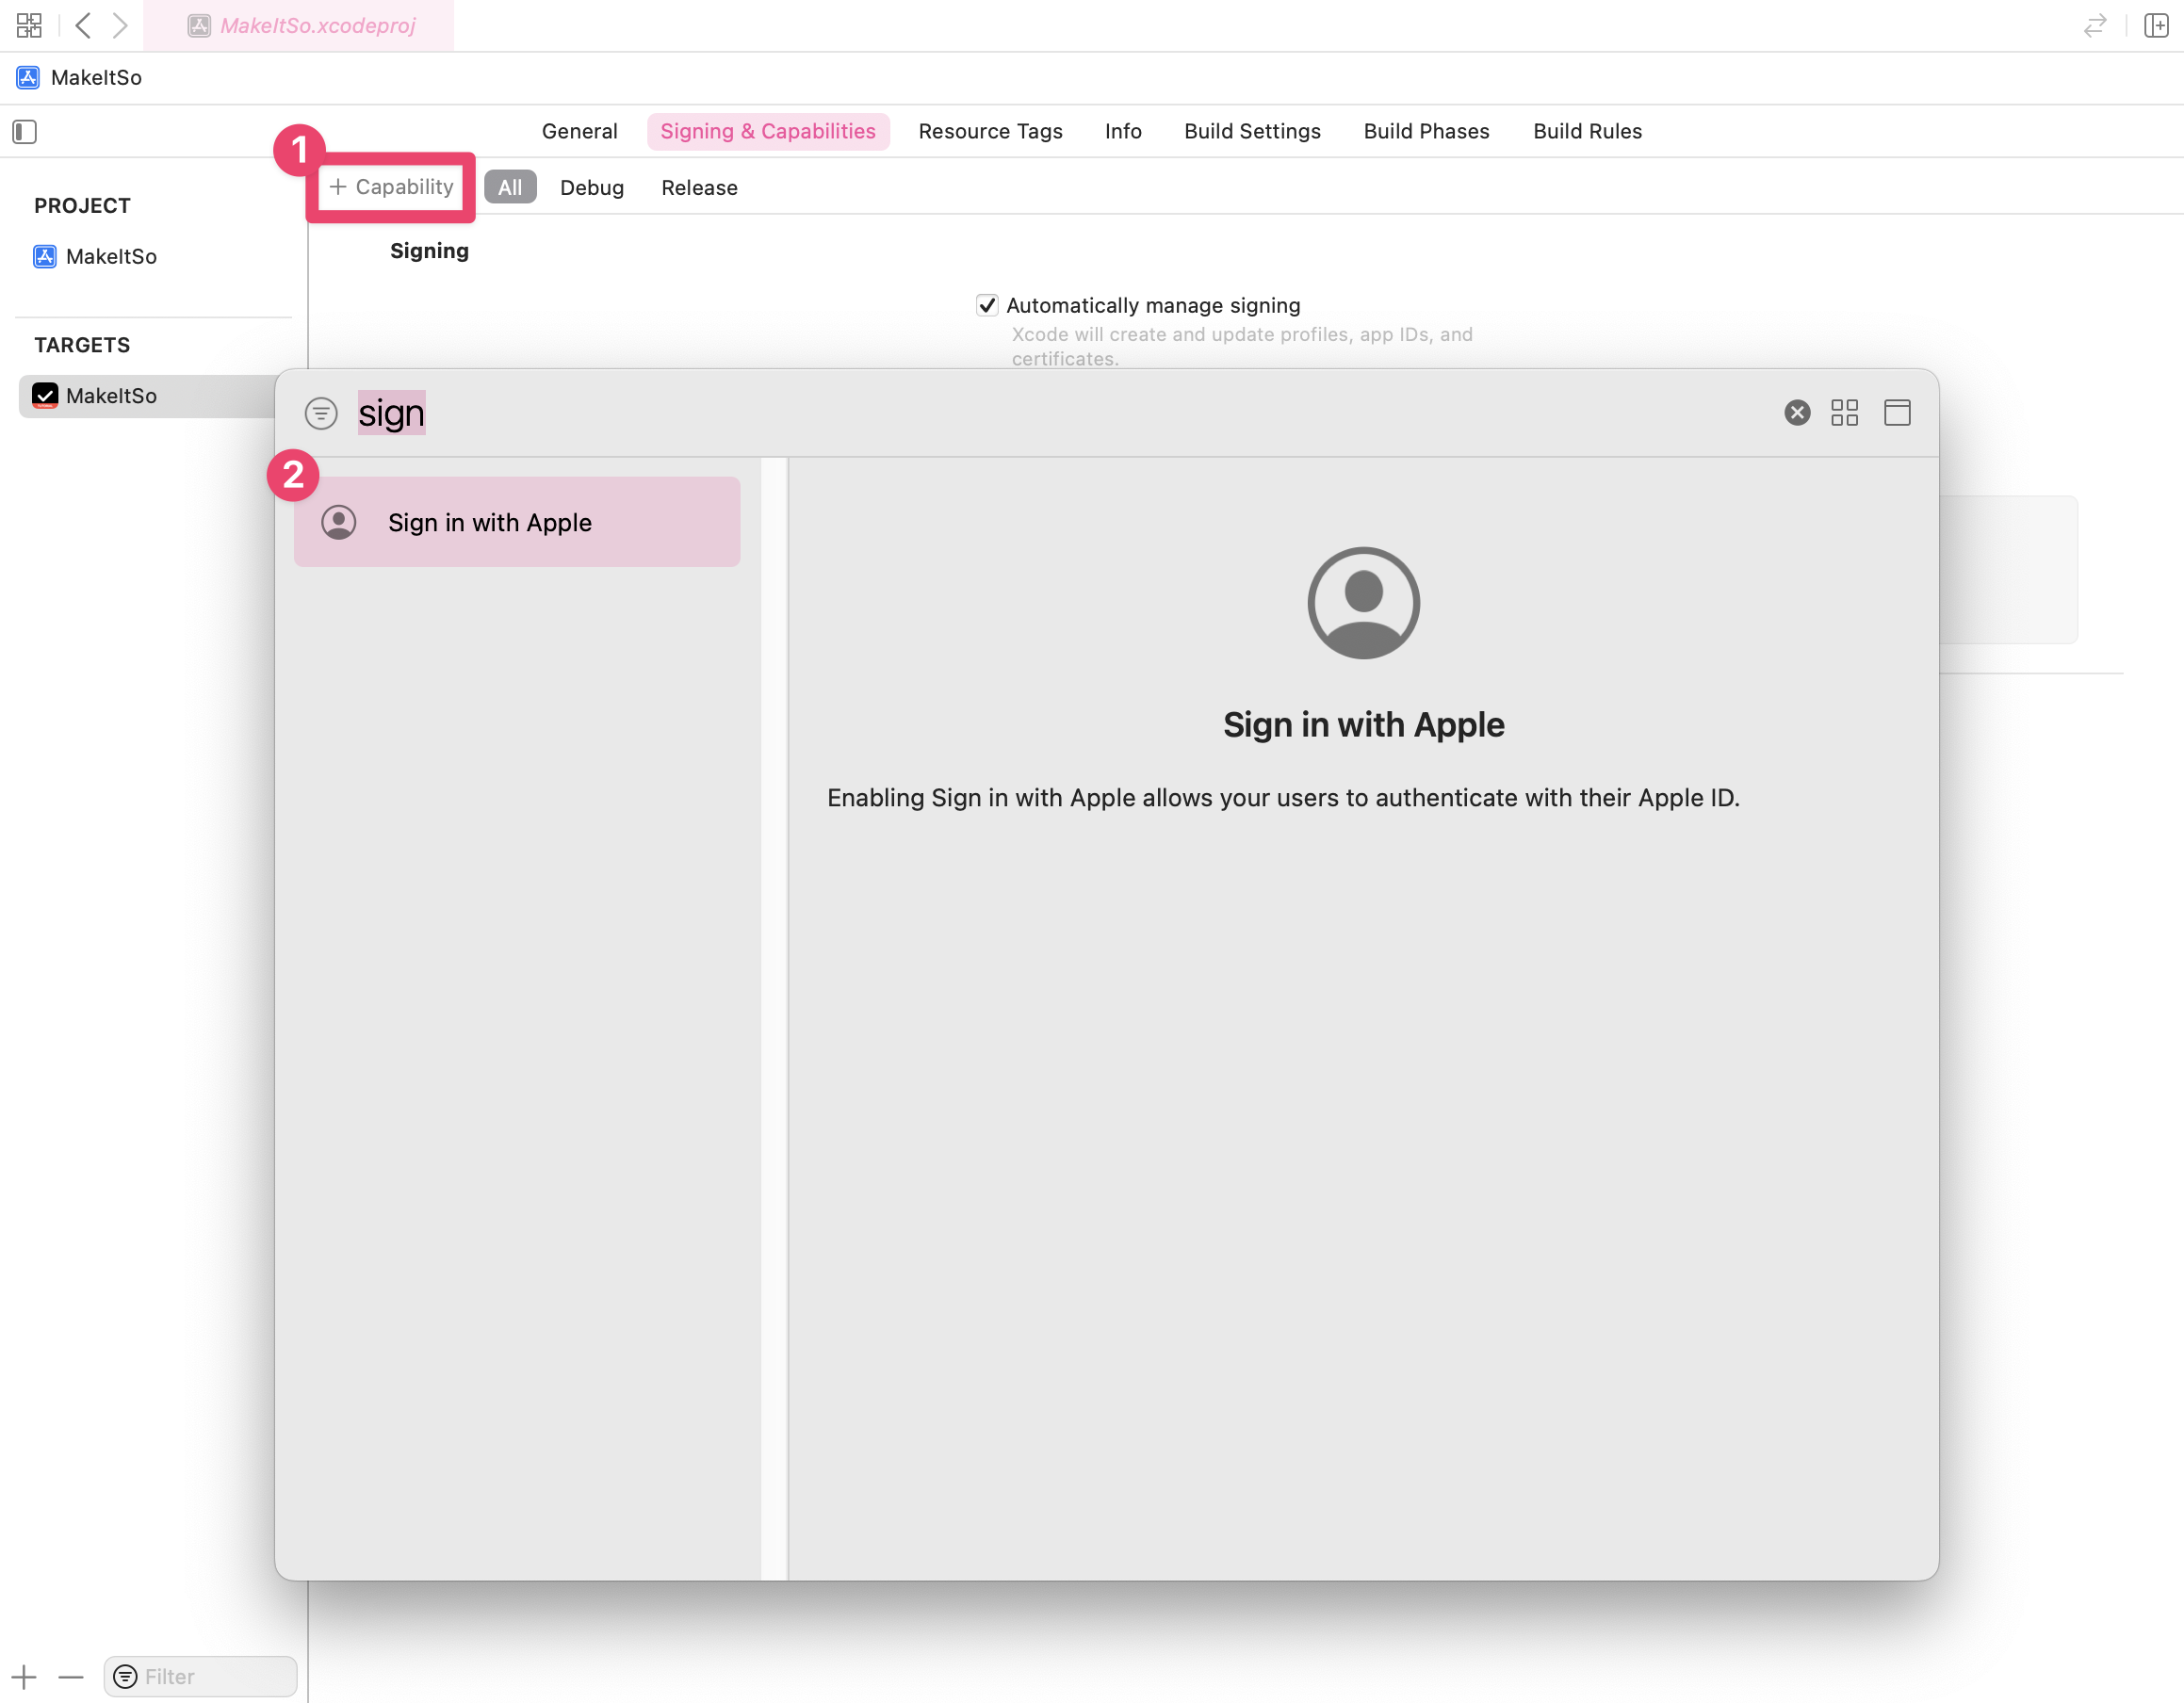 MakeItSo.xcodeproj
MakeItSo
General Signing & Capabilities Resource Tags Info Build Settings Build Phases Build Rules
1
+ Capability All Debug Release
PROJECT
MakeItSo
Signing
Automatically manage signing
Xcode will create and update profiles, app IDs, and
certificates.
TARGETS
MakeItSo
sign
2
Sign in with Apple
Sign in with Apple
Enabling Sign in with Apple allows your users to authenticate with their Apple ID.
Filter